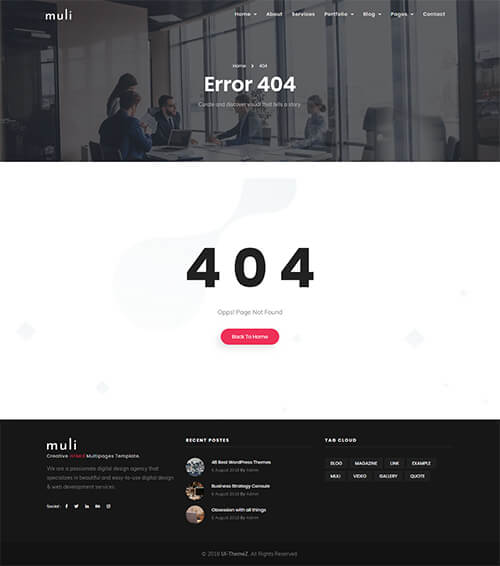 muli
Home About Services Portfolio Blog Pages Contact
Home > 404
Error 404
Curate and discover visual that tells a story
404
Opps! Page Not Found
Back To Home
muli
Creative HTML5 Multipages Template.
We are a passionate digital design agency that
specializes in beautiful and easy-to-use digital design
& web development services.
Social:
RECENT POSTES
48 Best WordPress Themes
6 August 2018 By Admin
Business Strategy Console
6 August 2018 By Admin
Obsession with all things
6 August 2018 By Admin
TAG CLOUD
BLOG MAGAZINE LINK EXAMPLE
MULI VIDEO GALLERY QUOTE
© 2018 UI-ThemeZ. All Rights Reserved